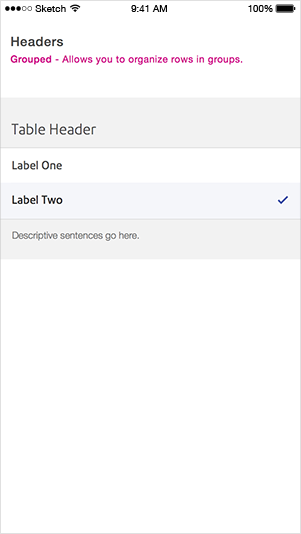 Sketch 9:41 AM 100%
Headers
Grouped - Allows you to organize rows in groups.
Table Header
Label One
Label Two
Descriptive sentences go here.